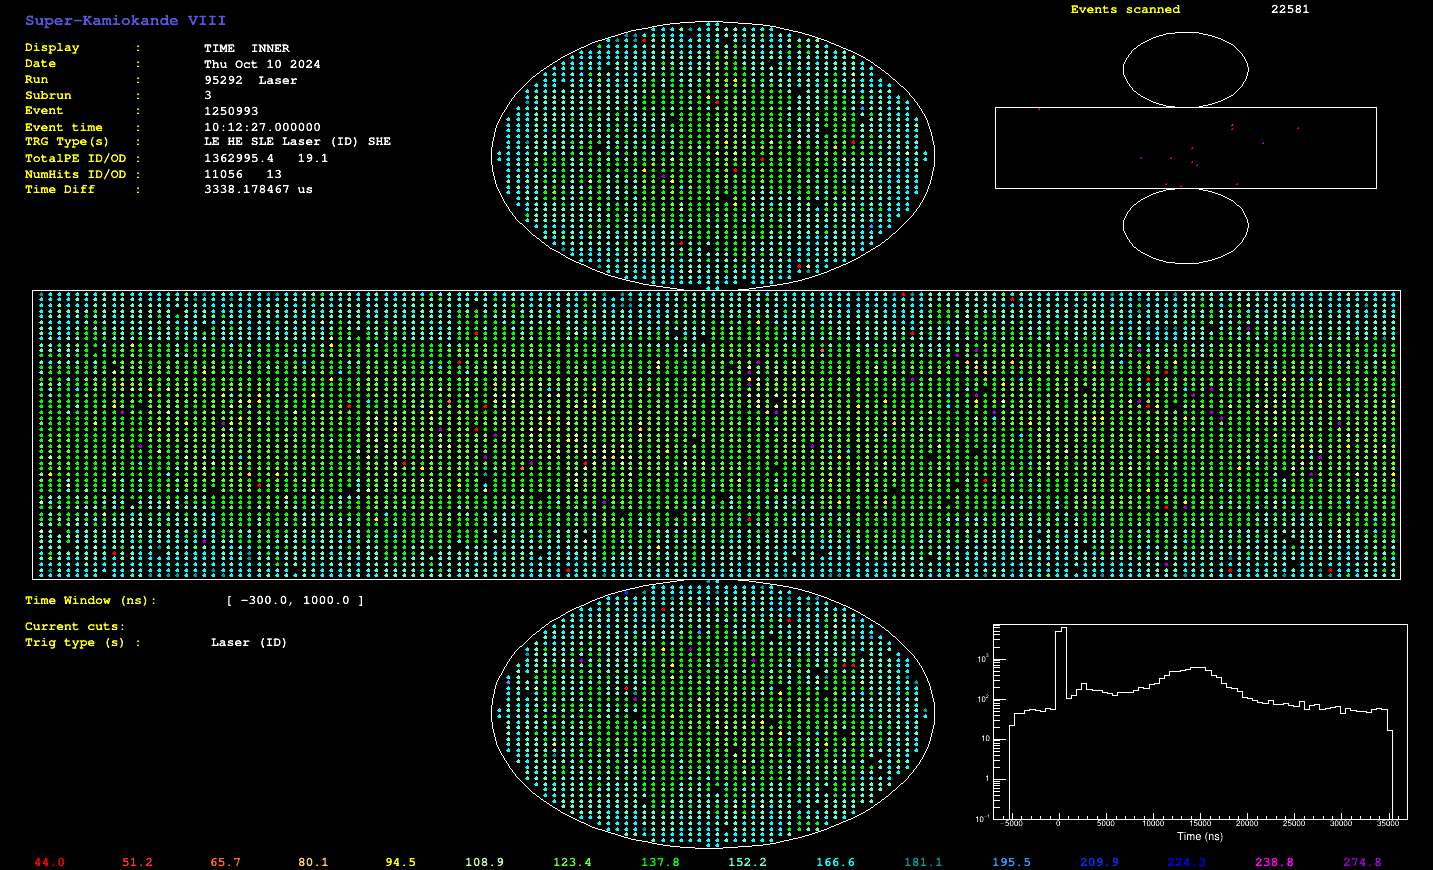 Super-Kamiokande VIII
Events scanned 22581
Display : TIME INNER
Date : Thu Oct 10 2024
Run : 95292 Laser
Subrun : 3
Event : 1250993
Event time : 10:12:27.000000
TRG Type(s) : LE HE SLE Laser (ID) SHE
TotalPE ID/OD : 1362995.4 19.1
NumHits ID/OD : 11056 13
Time Diff : 3338.178467 us
Time Window (ns): [ -300.0, 1000.0 ]
Current cuts:
Trig type (s) : Laser (ID)
10³
10²
10
1
10⁻¹
-5000 0 5000 10000 15000 20000 25000 30000 35000
Time (ns)
44.0 51.2 65.7 80.1 94.5 108.9 123.4 137.8 152.2 166.6 181.1 195.5 209.9 224.3 238.8 274.8